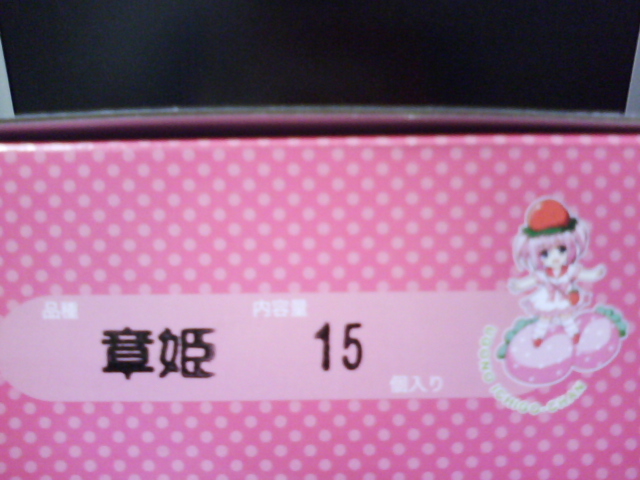 品種 内容量
章姫 15
個入り